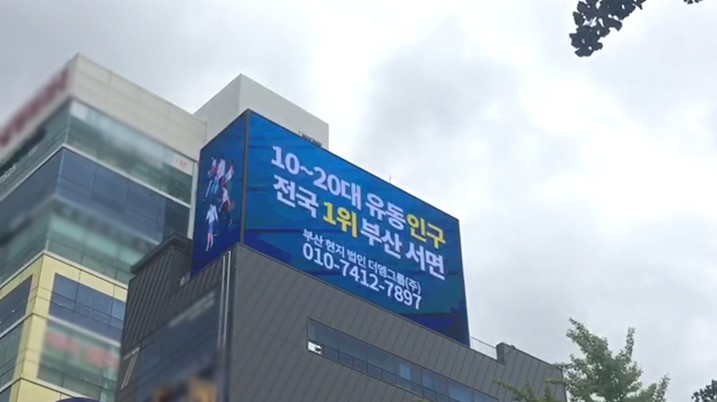 10~20대 유동인구
전국 1위 부산 서면
부산 현지 법인 더엠그룹(주)
010-7412-7897